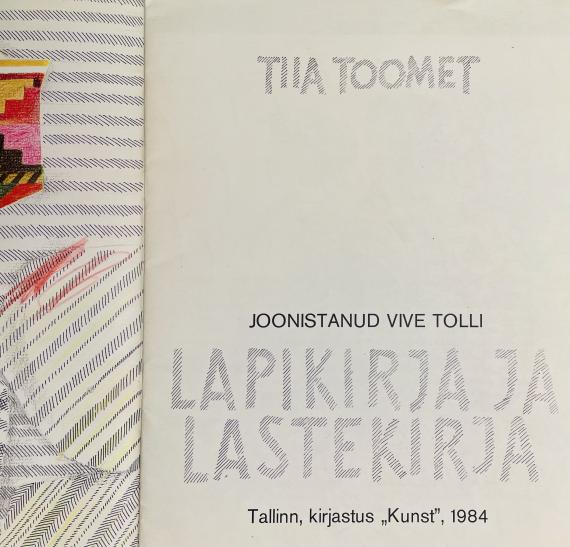 TIIA TOOMET
JOONISTANUD VIVE TOLLI
LAPIKIRJA JA
LASTEKIRJA
Tallinn, kirjastus „Kunst”, 1984